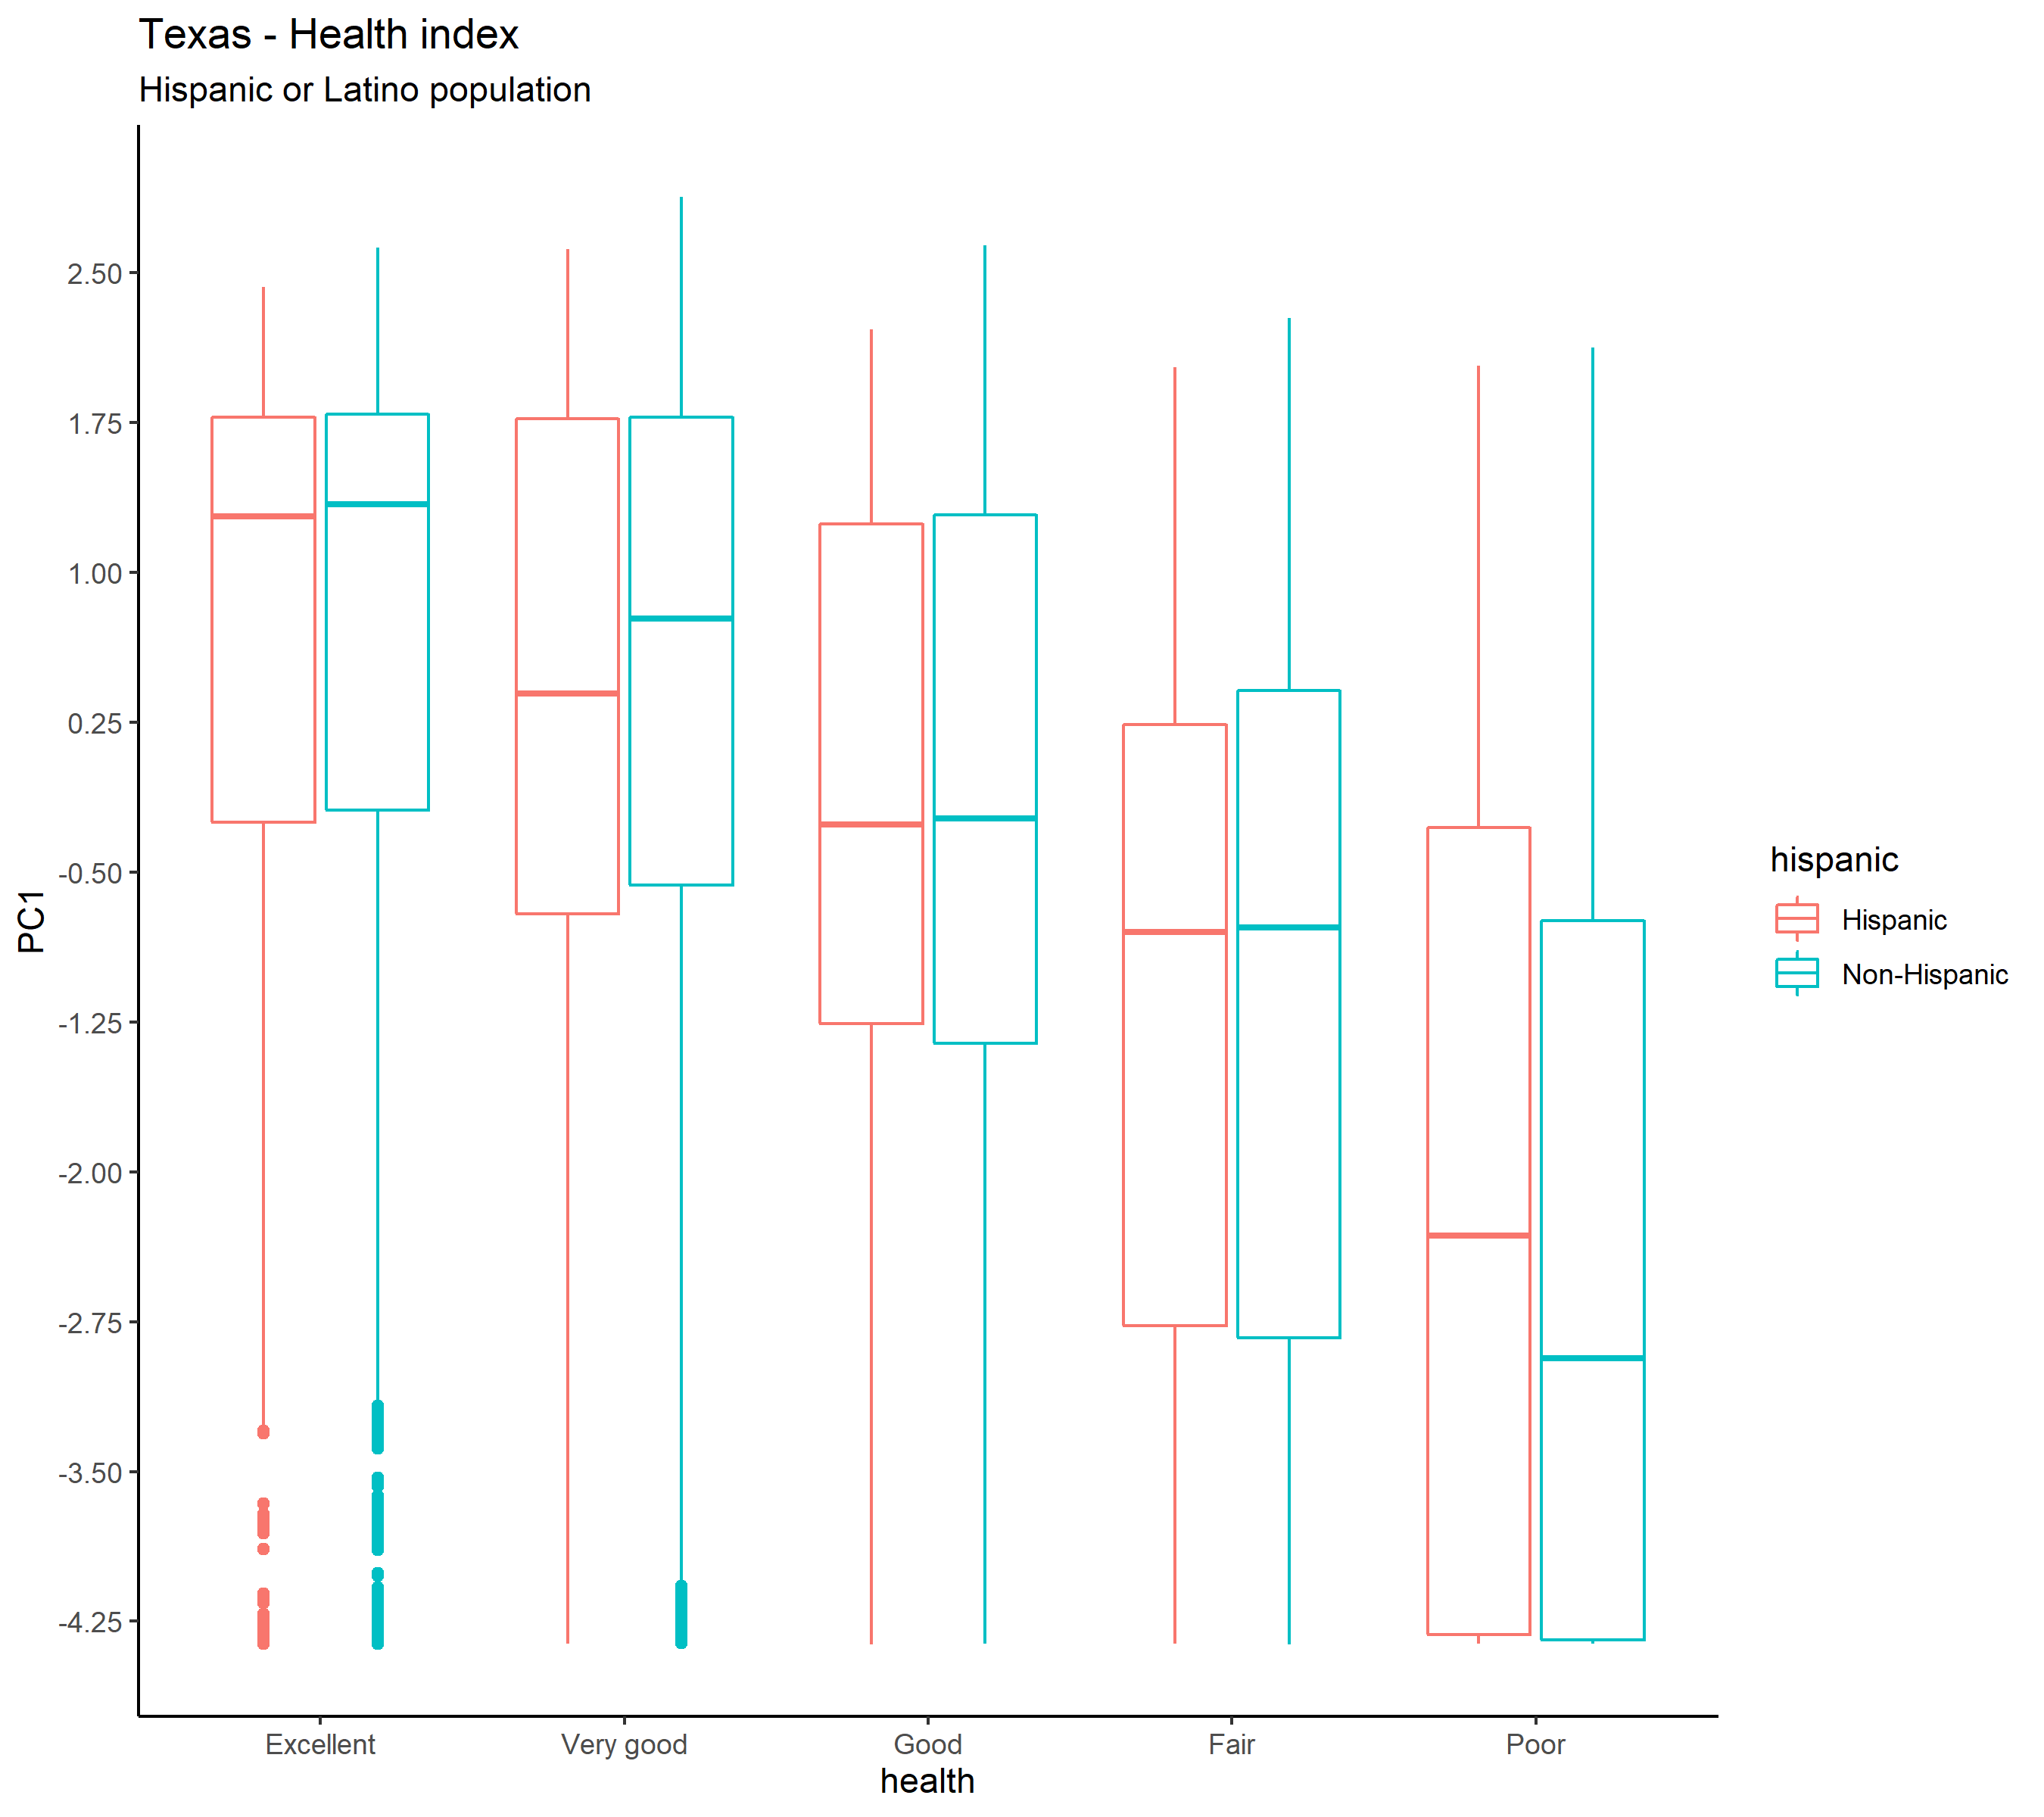 Texas - Health index
Hispanic or Latino population
2.50
1.75
1.00
0.25
-0.50
-1.25
-2.00
-2.75
-3.50
-4.25
PC1
Excellent
Very good
Good
Fair
Poor
health
hispanic
Hispanic
Non-Hispanic